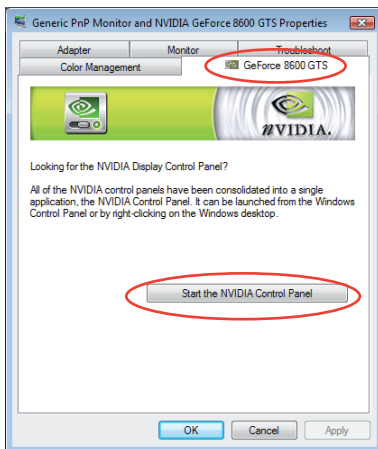 Generic PnP Monitor and NVIDIA GeForce 8600 GTS Properties
Adapter Monitor Troubleshoot
Color Management GeForce 8600 GTS
NVIDIA.
Looking for the NVIDIA Display Control Panel?
All of the NVIDIA control panels have been consolidated into a single
application, the NVIDIA Control Panel. It can be launched from the Windows
Control Panel or by right-clicking on the Windows desktop.
Start the NVIDIA Control Panel
OK Cancel Apply